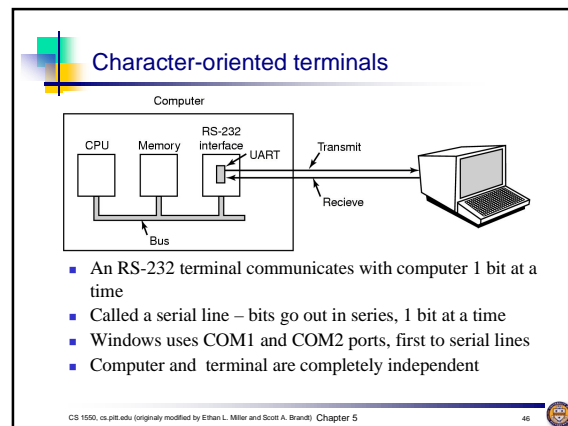 Character-oriented terminals
Computer
CPU
Memory
RS-232
interface
UART
Transmit
Recieve
Bus
An RS-232 terminal communicates with computer 1 bit at a
time
Called a serial line – bits go out in series, 1 bit at a time
Windows uses COM1 and COM2 ports, first to serial lines
Computer and terminal are completely independent
CS 1550, cs.pitt.edu (originaly modified by Ethan L. Miller and Scott A. Brandt) Chapter 5
46